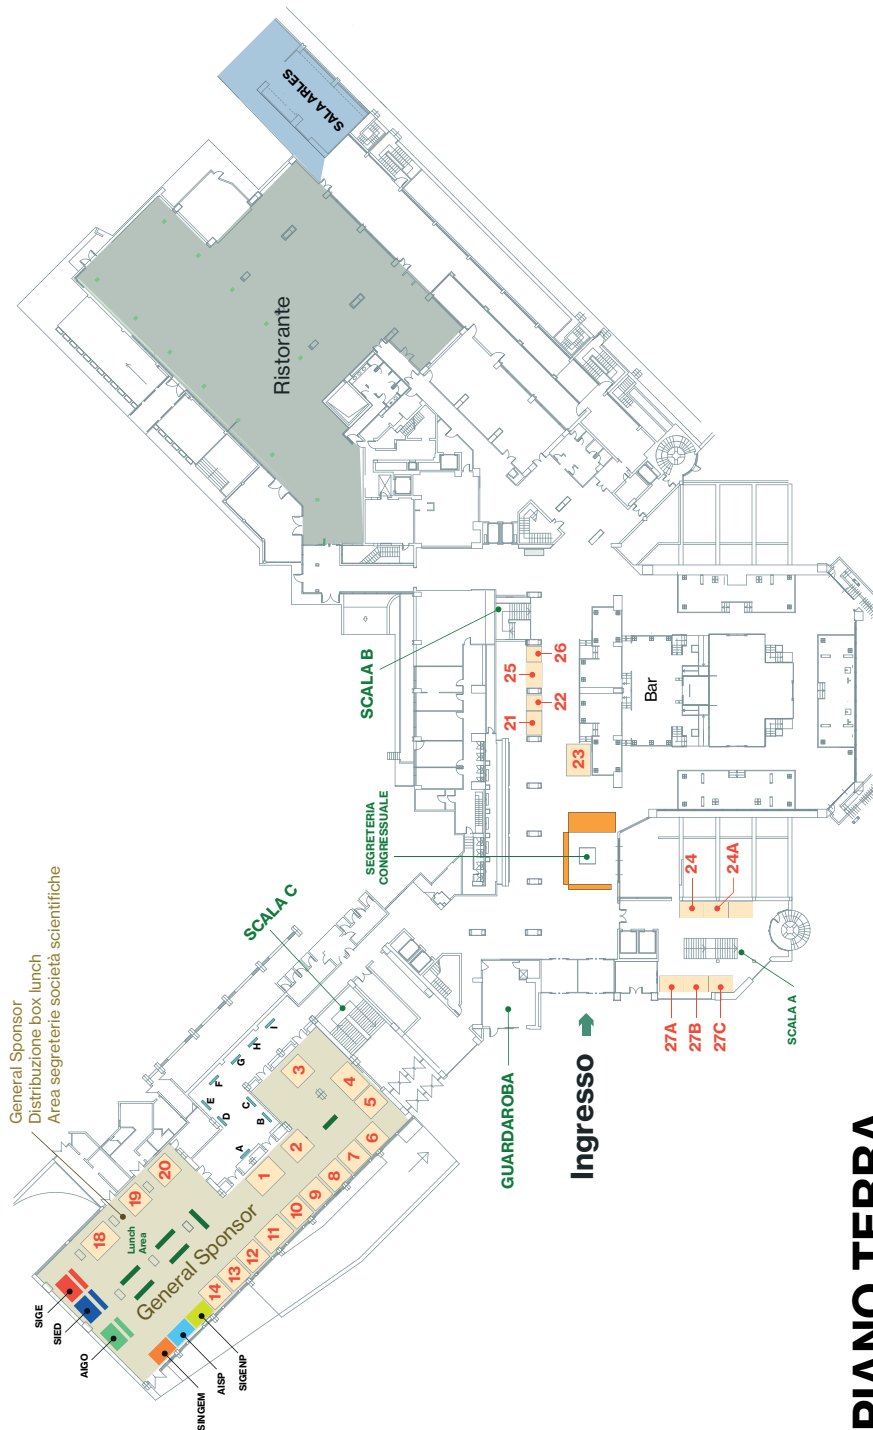 PIANO TERRA
General Sponsor
Distribuzione box lunch
Area segreterie società scientifiche
SIGE
SIED
AIGO
SINGEM
AISP
SIGENP
General Sponsor
Lunch
Area
18
19
20
14
13
12
11
10
9
8
7
6
5
4
3
2
1
A
B
C
D
E
F
G
H
I
SCALA C
SEGRETERIA
CONGRESSUALE
SCALA B
GUARDAROBA
Ingresso
21
22
25
26
23
24
24A
27A
27B
27C
SCALA A
Bar
Ristorante
SALA ARLES